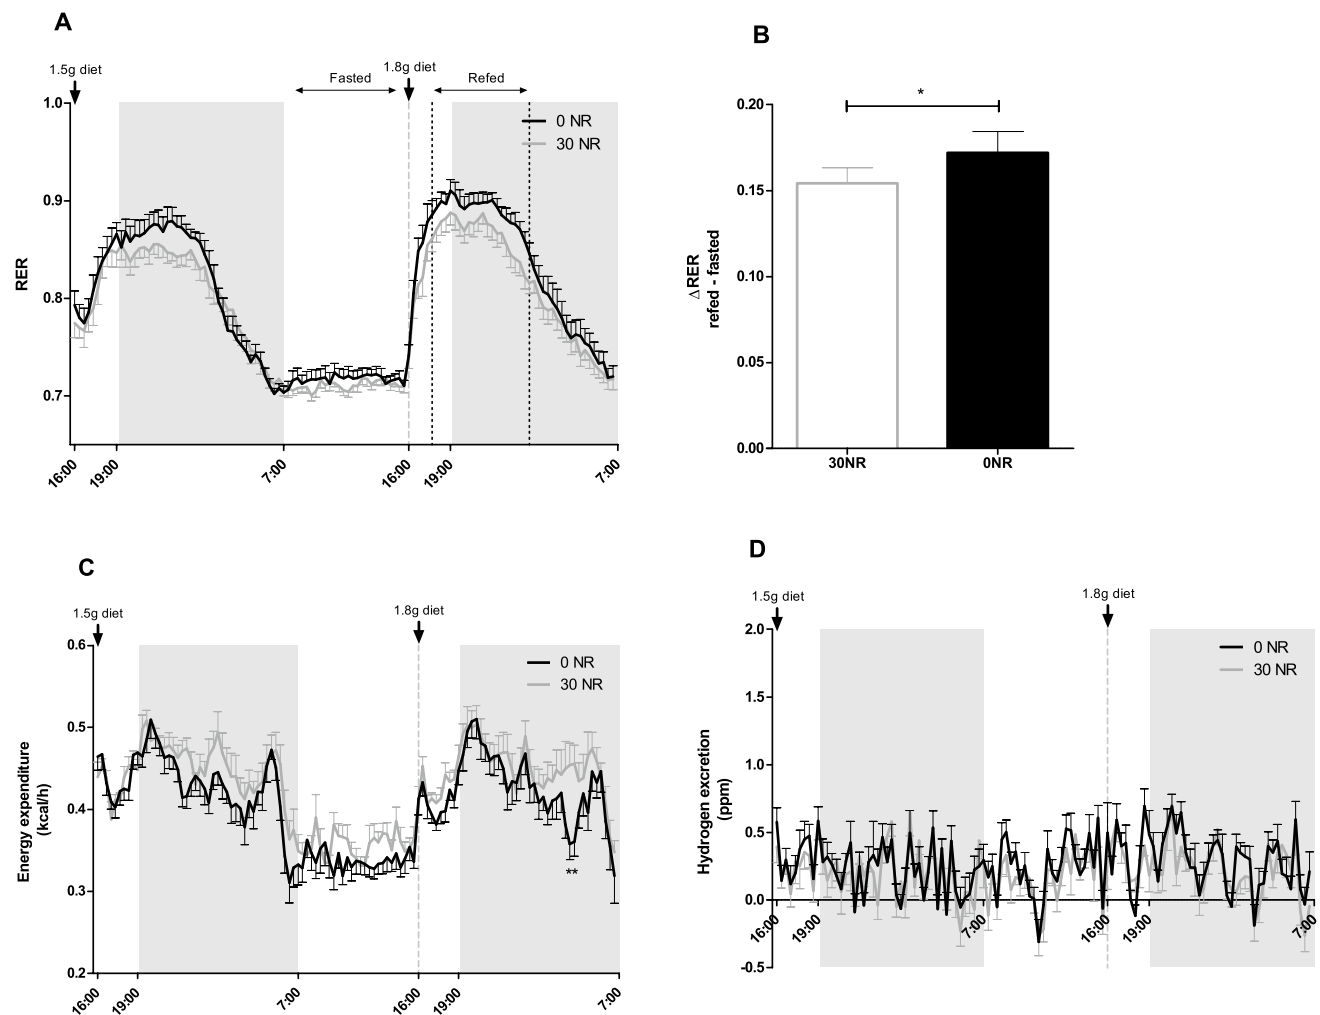 A
1.5g diet
Fasted
1.8g diet
Refed
0 NR
30 NR
RER
1.0
0.9
0.8
0.7
16:00
19:00
7:00
16:00
19:00
7:00
B
*
ΔRER
refed - fasted
0.20
0.15
0.10
0.05
0.00
30NR
0NR
C
1.5g diet
1.8g diet
0 NR
30 NR
Energy expenditure
(kcal/h)
0.6
0.5
0.4
0.3
0.2
**
16:00
19:00
7:00
16:00
19:00
7:00
D
1.5g diet
1.8g diet
0 NR
30 NR
Hydrogen excretion
(ppm)
2.0
1.5
1.0
0.5
0.0
-0.5
16:00
19:00
7:00
16:00
19:00
7:00